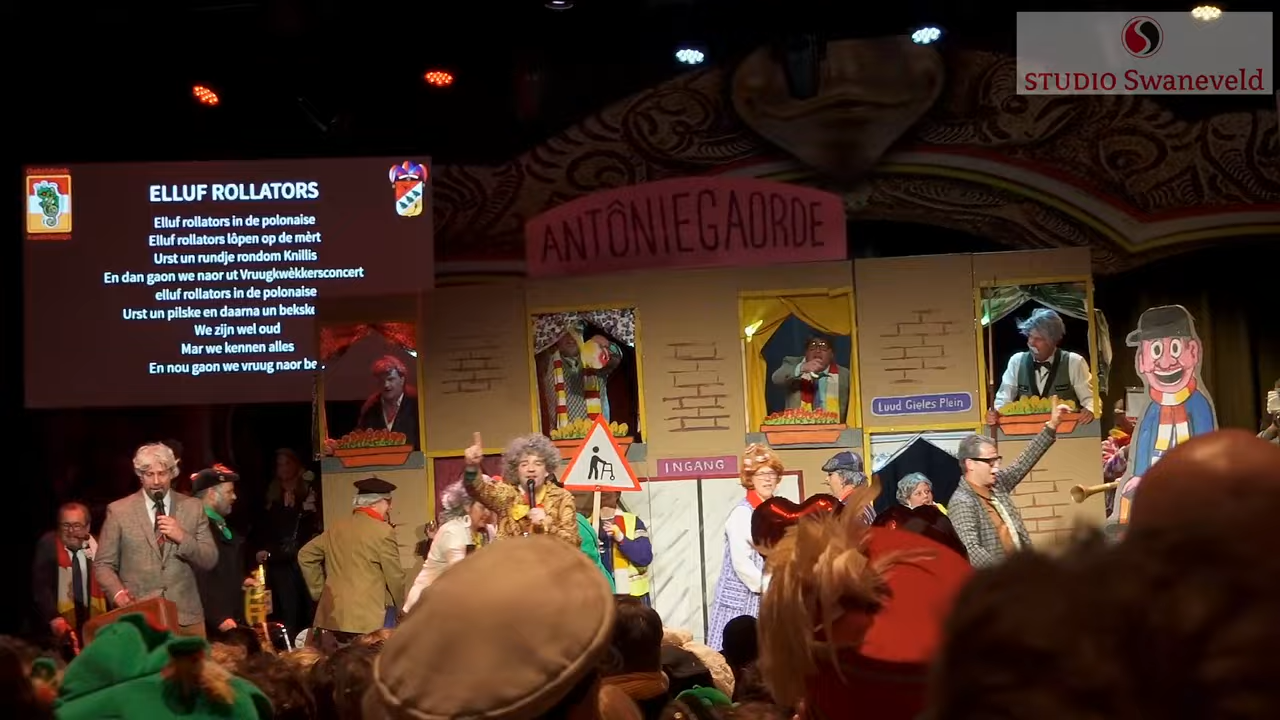 STUDIO Swaneveld
ELLUF ROLLATORS
Elluf rollators in de polonaise
Elluf rollators lôpen op de mèrt
Urst un rundje rondom Knillis
En dan gaon we naor ut Vruugkwèkkersconcert
elluf rollators in de polonaise
Urst un pilske en daarna un bekske
We zijn wel oud
Mar we kennen alles
En nou gaon we vruug naor be
ANTÔNIEGAORDE
Luud Gieles Plein
INGANG